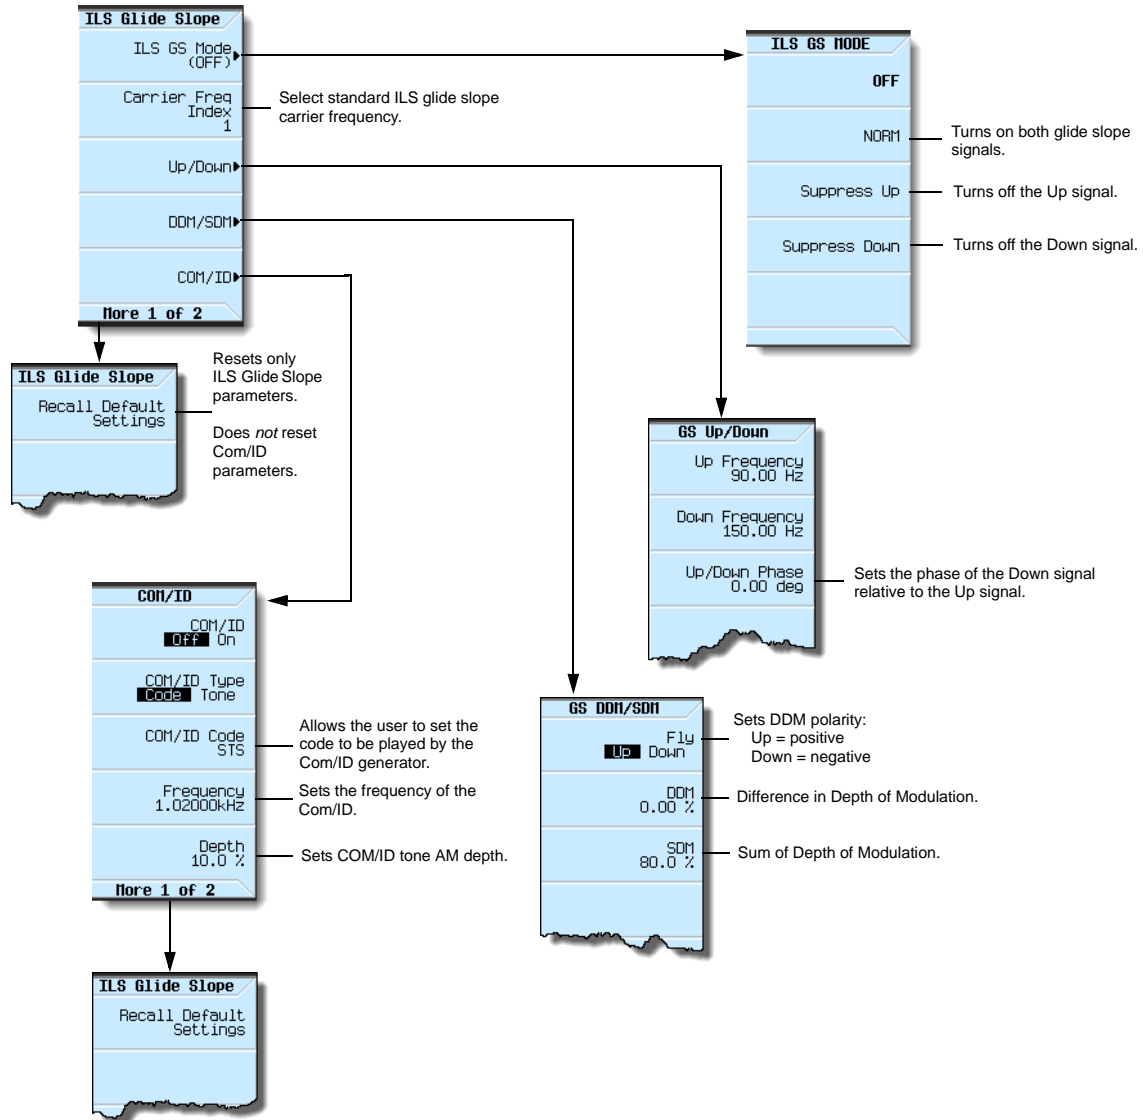 ILS Glide Slope
ILS GS Mode
(OFF)
Carrier Freq
Index
1
Select standard ILS glide slope
carrier frequency.
Up/Down
DDM/SDM
COM/ID
More 1 of 2
ILS GS MODE
OFF
NORM
Turns on both glide slope
signals.
Suppress Up
Turns off the Up signal.
Suppress Down
Turns off the Down signal.
ILS Glide Slope
Recall Default
Settings
Resets only
ILS Glide Slope
parameters.
Does not reset
Com/ID
parameters.
GS Up/Down
Up Frequency
90.00 Hz
Down Frequency
150.00 Hz
Up/Down Phase
0.00 deg
Sets the phase of the Down signal
relative to the Up signal.
COM/ID
COM/ID
Off On
COM/ID Type
Code Tone
COM/ID Code
STS
Allows the user to set the
code to be played by the
Com/ID generator.
Frequency
1.02000kHz
Sets the frequency of the
Com/ID.
Depth
10.0 %
Sets COM/ID tone AM depth.
More 1 of 2
GS DDM/SDM
Fly
Up Down
Sets DDM polarity:
Up = positive
Down = negative
DDM
0.00 %
Difference in Depth of Modulation.
SDM
80.0 %
Sum of Depth of Modulation.
ILS Glide Slope
Recall Default
Settings